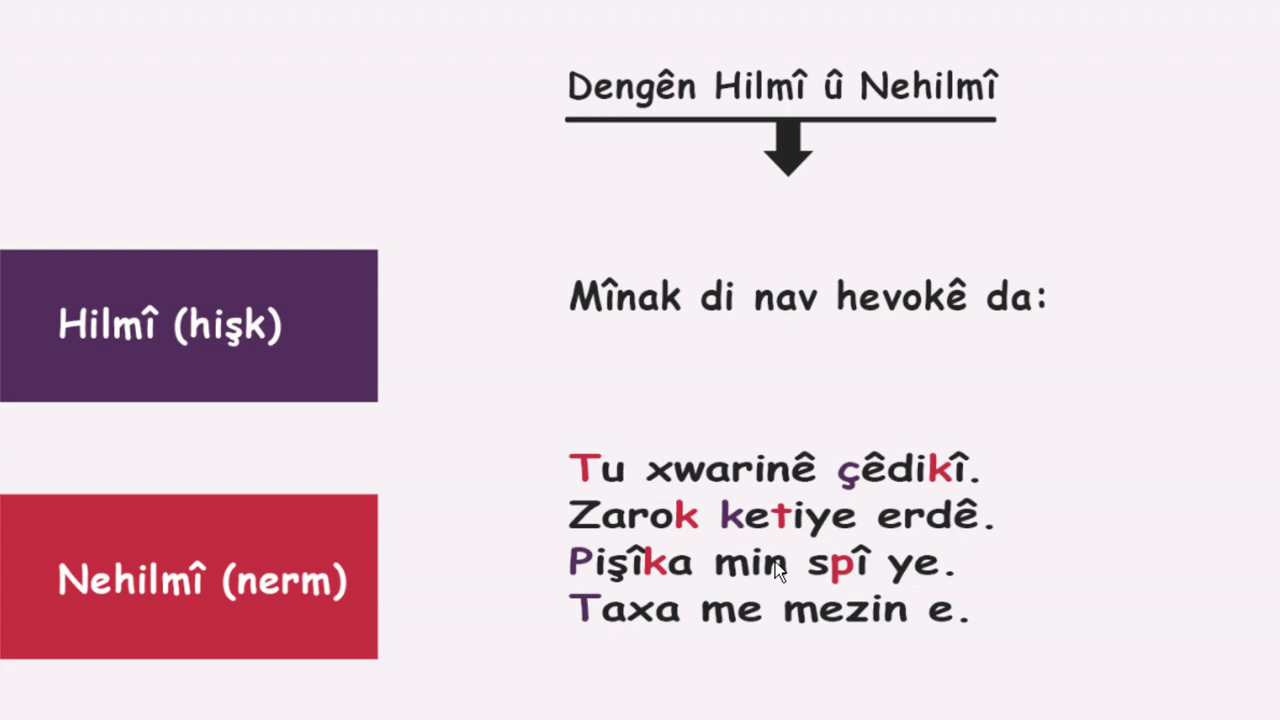 Dengên Hilmî û Nehilmî
Hilmî (hişk)
Mînak di nav hevokê da:
Nehilmî (nerm)
Tu xwarinê çêdikî.
Zarok ketiye erdê.
Pişîka min spî ye.
Taxa me mezin e.